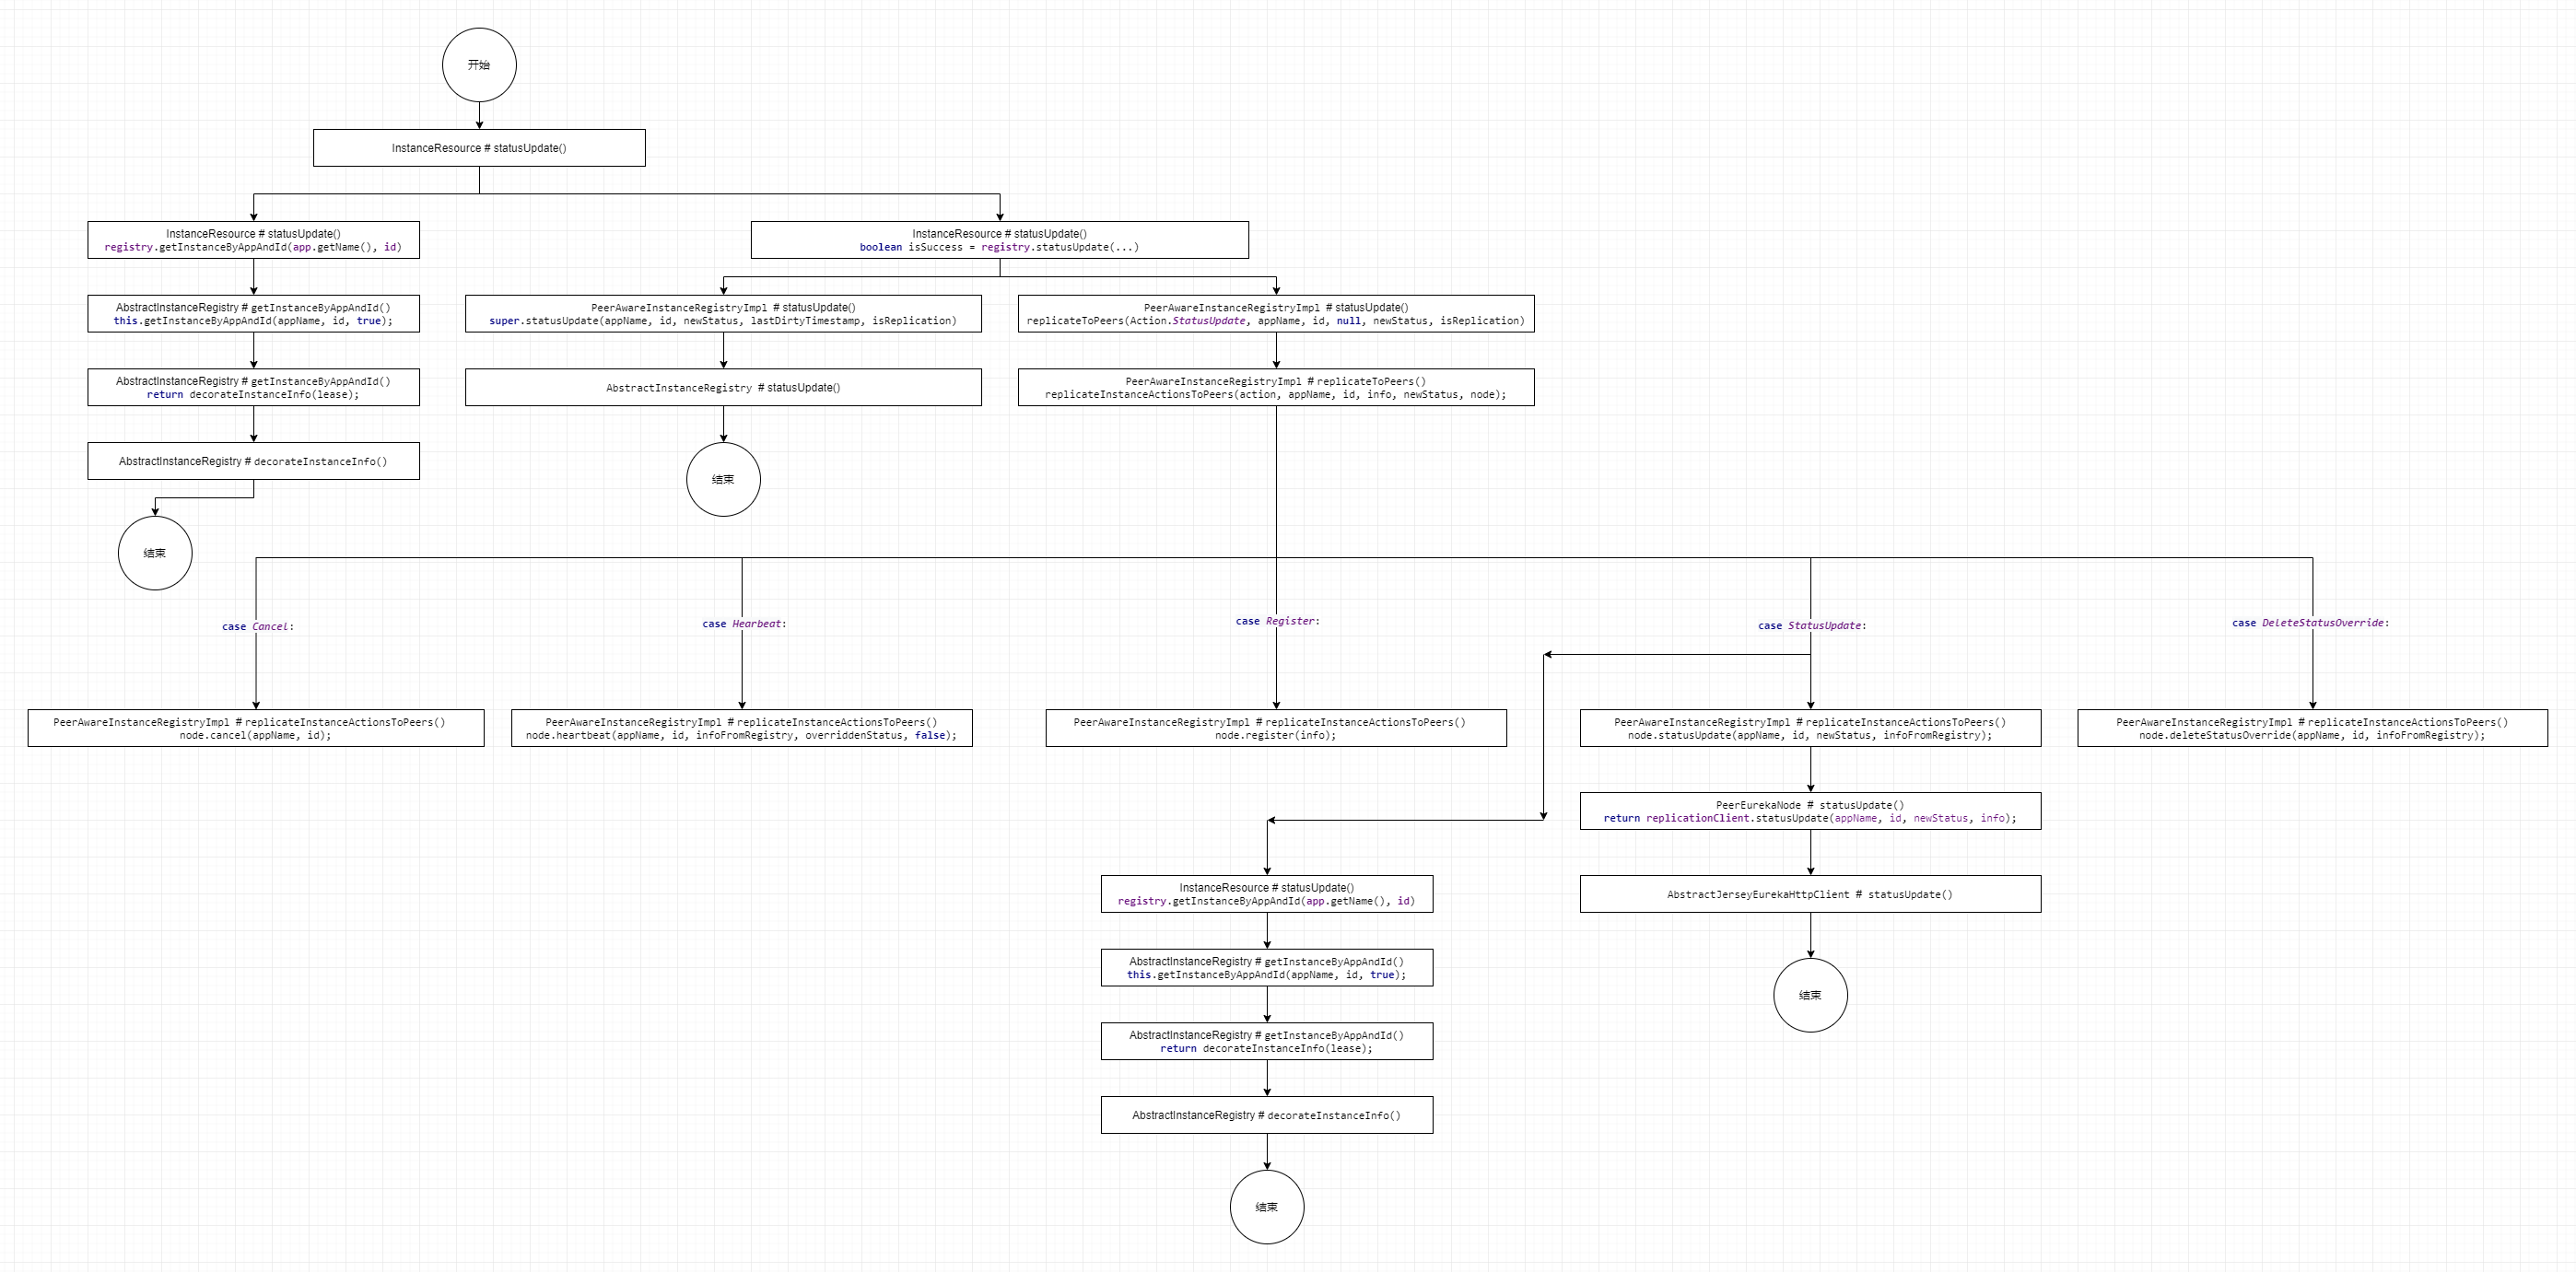 开始
InstanceResource # statusUpdate()
InstanceResource # statusUpdate()
registry.getInstanceByAppAndId(app.getName(), id)
InstanceResource # statusUpdate()
boolean isSuccess = registry.statusUpdate(...)
AbstractInstanceRegistry # getInstanceByAppAndId()
this.getInstanceByAppAndId(appName, id, true);
PeerAwareInstanceRegistryImpl # statusUpdate()
super.statusUpdate(appName, id, newStatus, lastDirtyTimestamp, isReplication)
PeerAwareInstanceRegistryImpl # statusUpdate()
replicateToPeers(Action.StatusUpdate, appName, id, null, newStatus, isReplication)
AbstractInstanceRegistry # getInstanceByAppAndId()
return decorateInstanceInfo(lease);
AbstractInstanceRegistry # statusUpdate()
PeerAwareInstanceRegistryImpl # replicateToPeers()
replicateInstanceActionsToPeers(action, appName, id, info, newStatus, node);
AbstractInstanceRegistry # decorateInstanceInfo()
结束
结束
case Cancel:
case Hearbeat:
case Register:
case StatusUpdate:
case DeleteStatusOverride:
PeerAwareInstanceRegistryImpl # replicateInstanceActionsToPeers()
node.cancel(appName, id);
PeerAwareInstanceRegistryImpl # replicateInstanceActionsToPeers()
node.heartbeat(appName, id, infoFromRegistry, overriddenStatus, false);
PeerAwareInstanceRegistryImpl # replicateInstanceActionsToPeers()
node.register(info);
PeerAwareInstanceRegistryImpl # replicateInstanceActionsToPeers()
node.statusUpdate(appName, id, newStatus, infoFromRegistry);
PeerAwareInstanceRegistryImpl # replicateInstanceActionsToPeers()
node.deleteStatusOverride(appName, id, infoFromRegistry);
PeerEurekaNode # statusUpdate()
return replicationClient.statusUpdate(appName, id, newStatus, info);
InstanceResource # statusUpdate()
registry.getInstanceByAppAndId(app.getName(), id)
AbstractJerseyEurekaHttpClient # statusUpdate()
AbstractInstanceRegistry # getInstanceByAppAndId()
this.getInstanceByAppAndId(appName, id, true);
结束
AbstractInstanceRegistry # getInstanceByAppAndId()
return decorateInstanceInfo(lease);
AbstractInstanceRegistry # decorateInstanceInfo()
结束